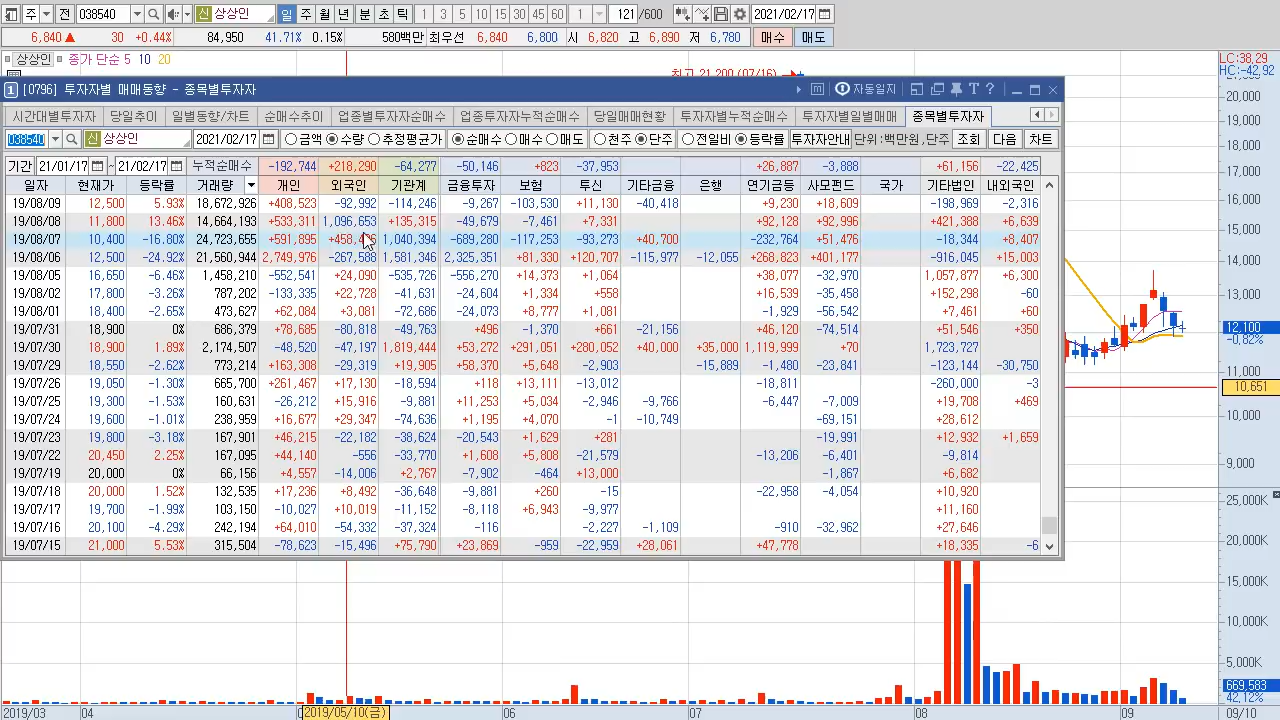 주 전 038540 신 상상인 일 주 월 년 분 초 틱 1 3 5 10 15 30 45 60 1 121 /600 2021/02/17
6,840 ▲ 30 +0.44% 84,950 41.71% 0.15% 580백만 최우선 6,840 6,800 시 6,820 고 6,890 저 6,780 매수 매도
상상인 종가 단순 5 10 20
최고 21,200 (07/16)
LC:38.29
HC:-42.92
1 [0796] 투자자별 매매동향 - 종목별투자자 자동일지 T ?
시간대별투자자 당일추이 일별동향/차트 순매수추이 업종별투자자순매수 업종투자자누적순매수 당일매매현황 투자자별누적순매수 투자자별일별매매 종목별투자자
038540 신 상상인 2021/02/17 금액 수량 추정평균가 순매수 매수 매도 천주 단주 전일비 등락률 투자자안내 단위:백만원,단주 조회 다음 차트
기간 21/01/17 ~ 21/02/17 누적순매수 -192,744 +218,290 -64,277 -50,146 +823 -37,953 +26,887 -3,888 +61,156 -22,425
일자 현재가 등락률 거래량 개인 외국인 기관계 금융투자 보험 투신 기타금융 은행 연기금등 사모펀드 국가 기타법인 내외국인
19/08/09 12,500 5.93% 18,672,926 +406,523 -92,992 -114,246 -9,267 -103,530 +11,130 -40,418 +9,230 +18,609 -198,969 -2,316
19/08/08 11,800 13.46% 14,664,193 +533,311 1,096,653 +135,315 -49,679 -7,461 +7,331 +92,128 +92,996 +421,388 +6,639
19/08/07 10,400 -16.80% 24,723,655 +591,895 1,040,394 -689,280 -117,253 -93,273 +40,700 -232,764 +51,476 -18,344 +8,407
19/08/06 12,500 -24.92% 21,560,944 2,749,976 -267,588 1,581,346 2,325,351 +81,330 +120,707 -115,977 -12,055 +268,823 +401,177 -916,045 +15,003
19/08/05 16,650 -6.46% 1,458,210 -552,541 +24,091 -535,726 -556,270 +14,373 +1,064 +38,077 -32,970 1,057,877 +6,300
19/08/02 17,800 -3.26% 787,202 -133,335 +22,728 -41,631 -24,604 +1,334 +558 +16,539 -35,458 +152,298 -60
19/08/01 18,400 -2.65% 473,627 +62,084 +3,081 -72,686 -24,073 +8,777 +1,081 -1,929 -56,542 +7,461 +60
19/07/31 18,900 0% 686,379 +78,685 -80,818 -49,763 +496 -1,370 +661 -21,156 +46,120 -74,514 +51,546 +350
19/07/30 18,900 1.89% 2,174,507 -48,520 -47,197 1,819,444 +53,422 +291,051 +280,052 +40,000 +35,000 1,119,999 +70 1,723,727
19/07/29 18,550 -2.62% 773,214 +163,308 -29,319 +19,905 +58,370 +5,648 -2,903 -15,889 -1,480 -23,841 -123,144 -30,750
19/07/26 19,050 -1.30% 665,700 +261,467 +17,130 -18,594 +118 +13,111 -13,012 -18,811 -260,000 -3
19/07/25 19,300 -1.53% 160,631 -26,212 +15,916 -9,881 +11,253 +5,034 -2,946 -9,766 -6,447 -7,009 +19,708 +469
19/07/24 19,600 -1.01% 238,959 +16,677 +29,347 -74,636 +1,195 +4,070 -1 -10,749 -69,151 +28,612
19/07/23 19,800 -3.18% 167,901 +46,215 -22,182 -38,624 -20,543 +1,629 +281 -19,991 +12,932 +1,659
19/07/22 20,450 2.25% 167,095 +44,140 -556 -33,770 +1,608 +5,808 -21,579 -13,206 -6,401 -9,814
19/07/19 20,000 0% 66,156 +4,557 -14,006 +2,767 -7,902 -464 +13,000 -1,867 +6,682
19/07/18 20,000 1.52% 132,535 +17,236 +8,492 -36,648 -9,881 +260 -15 -22,958 -4,054 +10,920
19/07/17 19,700 -1.99% 103,150 -10,027 +10,019 -11,152 -8,118 +6,943 -9,977 +11,160
19/07/16 20,100 -4.29% 242,194 +64,010 -54,332 -37,324 -116 -2,227 -1,109 -910 -32,962 +27,646
19/07/15 21,000 5.53% 315,504 -78,623 -15,496 +75,790 +23,869 -959 -22,959 +28,061 +47,778 +18,335 -6
20,000
19,000
18,000
17,000
16,000
15,000
14,000
13,000
12,100
-0.82%
11,000
10,651
10,000
9,000
25,000K
20,000K
15,000K
10,000K
5,000K
669,583
42.12%
2019/03 04 2019/05/10(금) 06 07 08 09 09/10